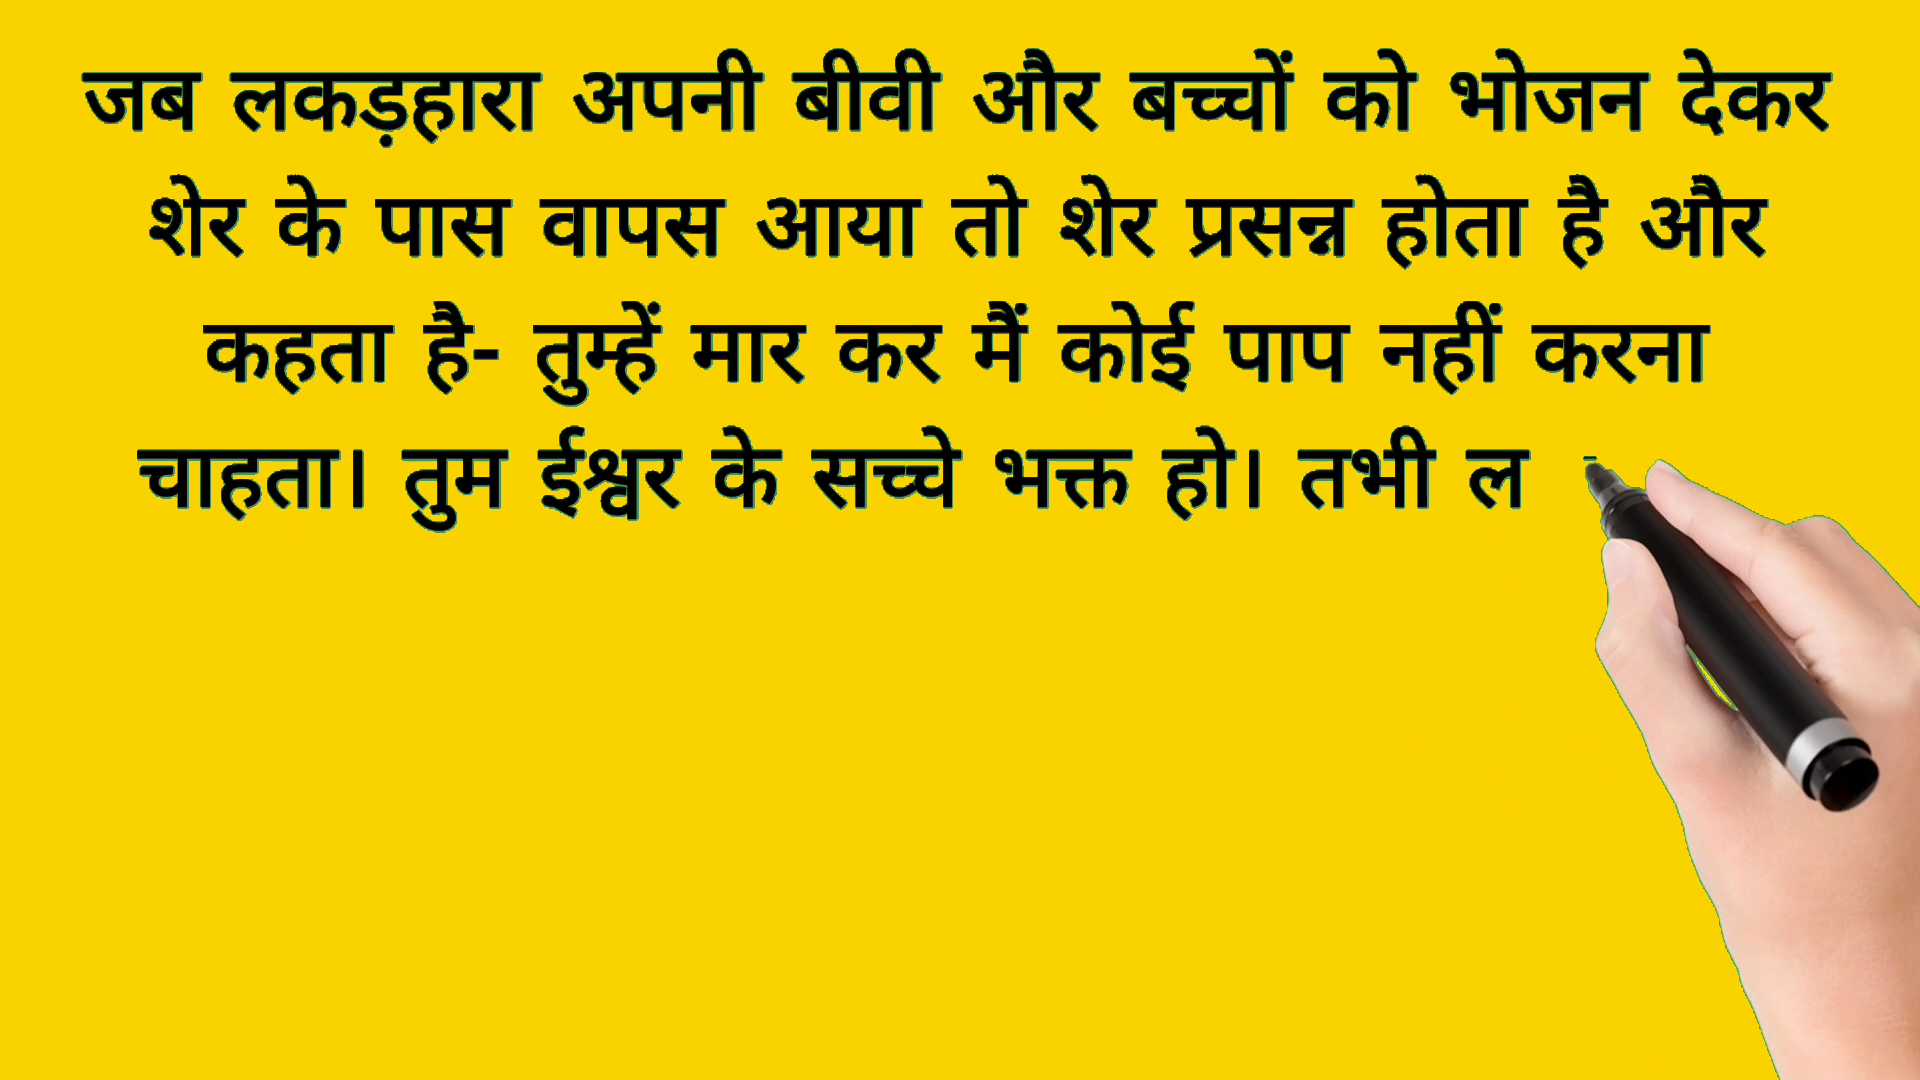 जब लकड़हारा अपनी बीवी और बच्चों को भोजन देकर
शेर के पास वापस आया तो शेर प्रसन्न होता है और
कहता है- तुम्हें मार कर मैं कोई पाप नहीं करना
चाहता। तुम ईश्वर के सच्चे भक्त हो। तभी ल